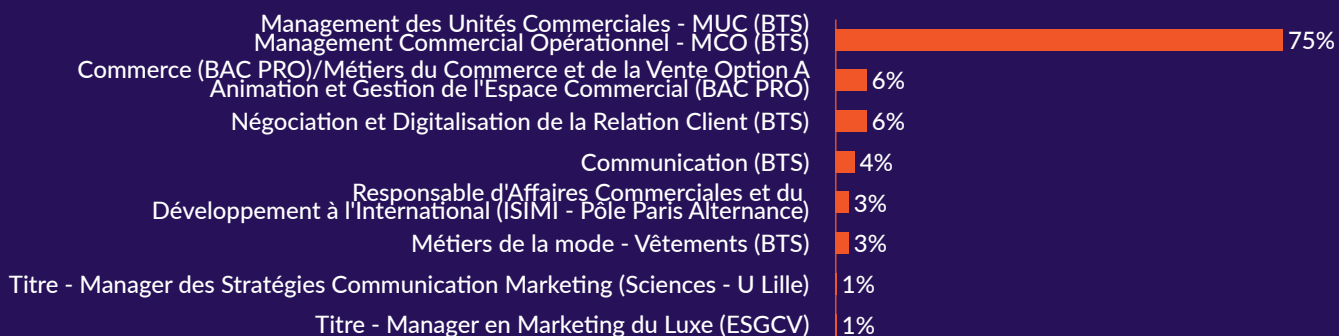 Management des Unités Commerciales - MUC (BTS)
Management Commercial Opérationnel - MCO (BTS)
75%
Commerce (BAC PRO)/Métiers du Commerce et de la Vente Option A
Animation et Gestion de l'Espace Commercial (BAC PRO)
6%
Négociation et Digitalisation de la Relation Client (BTS)
6%
Communication (BTS)
4%
Responsable d'Affaires Commerciales et du
Développement à l'International (ISIMI - Pôle Paris Alternance)
3%
Métiers de la mode - Vêtements (BTS)
3%
Titre - Manager des Stratégies Communication Marketing (Sciences - U Lille)
1%
Titre - Manager en Marketing du Luxe (ESGCV)
1%